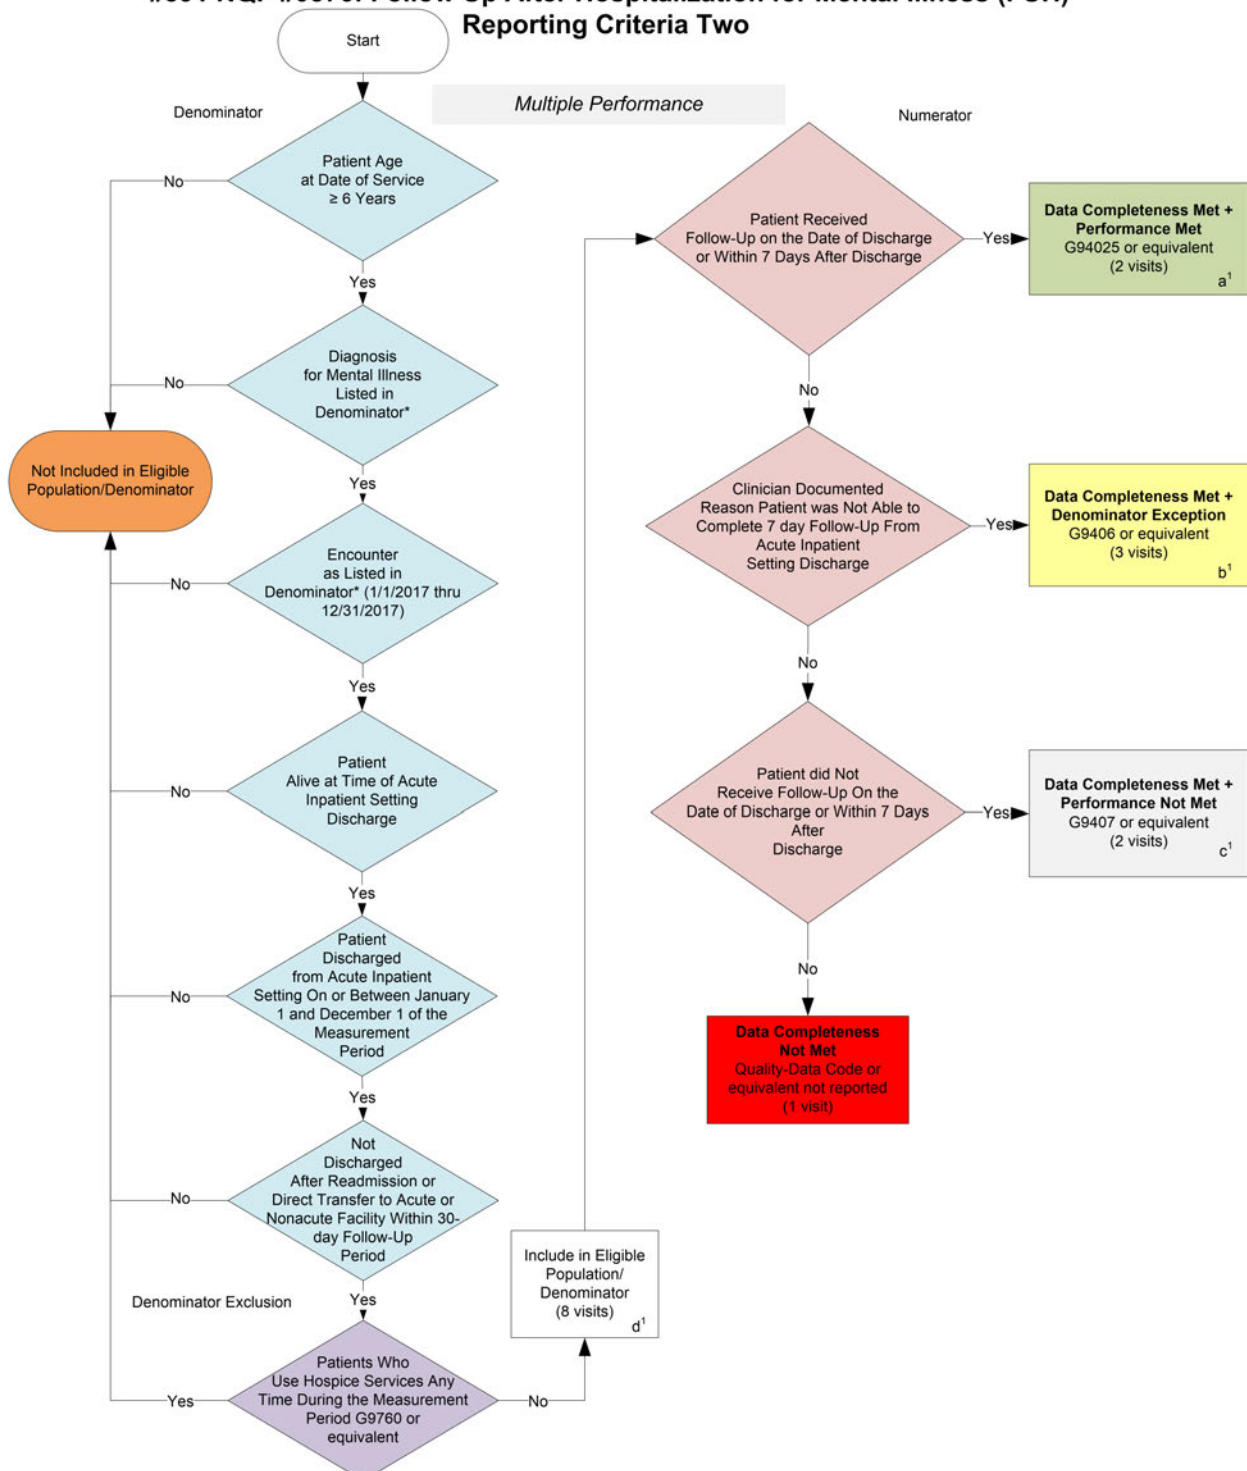 Reporting Criteria Two
Start
Multiple Performance
Denominator
Numerator
Patient Age
at Date of Service
≥ 6 Years
No
Yes
Diagnosis
for Mental Illness
Listed in
Denominator*
No
Yes
Not Included in Eligible
Population/Denominator
Encounter
as Listed in
Denominator* (1/1/2017 thru
12/31/2017)
No
Yes
Patient
Alive at Time of Acute
Inpatient Setting
Discharge
No
Yes
Patient
Discharged
from Acute Inpatient
Setting On or Between January
1 and December 1 of the
Measurement
Period
No
Yes
Not
Discharged
After Readmission or
Direct Transfer to Acute or
Nonacute Facility Within 30-
day Follow-Up
Period
No
Yes
Denominator Exclusion
Patients Who
Use Hospice Services Any
Time During the Measurement
Period G9760 or
equivalent
Yes
No
Include in Eligible
Population/
Denominator
(8 visits)
d¹
Patient Received
Follow-Up on the Date of Discharge
or Within 7 Days After Discharge
Yes
Data Completeness Met +
Performance Met
G94025 or equivalent
(2 visits)
a¹
No
Clinician Documented
Reason Patient was Not Able to
Complete 7 day Follow-Up From
Acute Inpatient
Setting Discharge
Yes
Data Completeness Met +
Denominator Exception
G9406 or equivalent
(3 visits)
b¹
No
Patient did Not
Receive Follow-Up On the
Date of Discharge or Within 7 Days
After
Discharge
Yes
Data Completeness Met +
Performance Not Met
G9407 or equivalent
(2 visits)
c¹
No
Data Completeness
Not Met
Quality-Data Code or
equivalent not reported
(1 visit)